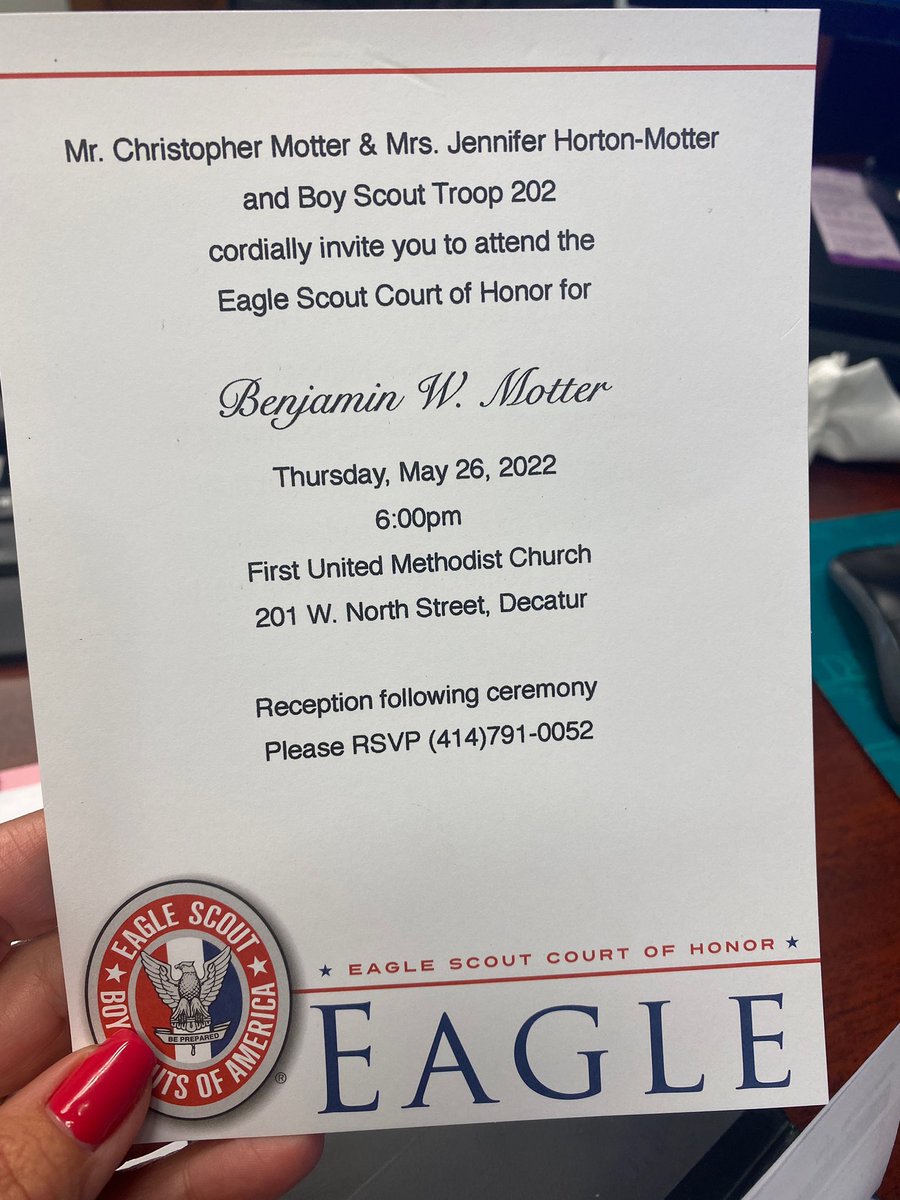 Mr. Christopher Motter & Mrs. Jennifer Horton-Motter
and Boy Scout Troop 202
cordially invite you to attend the
Eagle Scout Court of Honor for
Benjamin W. Motter
Thursday, May 26, 2022
6:00pm
First United Methodist Church
201 W. North Street, Decatur
Reception following ceremony
Please RSVP (414)791-0052
EAGLE SCOUT
BE PREPARED
OF AMERICA
®
★ EAGLE SCOUT COURT OF HONOR ★
EAGLE